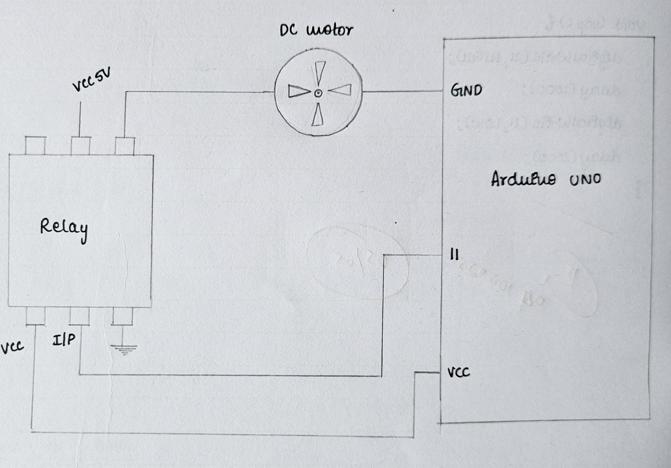 DC motor
VCC 5V
GND
Arduino UNO
Relay
11
VCC
I/P
VCC